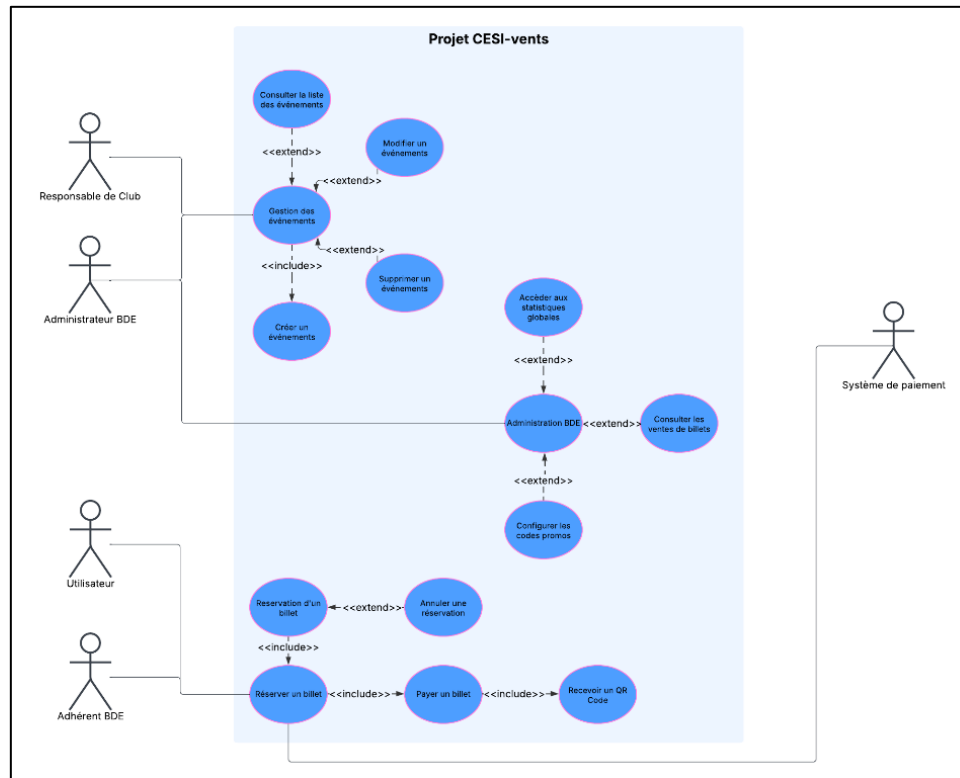 Projet CESI-vents
Consulter la liste
des événements
<<extend>>
Modifier un
événements
<<extend>>
Responsable de Club
Gestion des
événements
<<extend>>
<<include>>
Supprimer un
événements
Administrateur BDE
Créer un
événements
Accèder aux
statistiques
globales
<<extend>>
Système de paiement
Administration BDE
<<extend>>
Consulter les
ventes de billets
<<extend>>
Configurer les
codes promos
Utilisateur
Reservation d'un
billet
<<extend>>
Annuler une
réservation
<<include>>
Adhérent BDE
Réserver un billet
<<include>>
Payer un billet
<<include>>
Recevoir un QR
Code